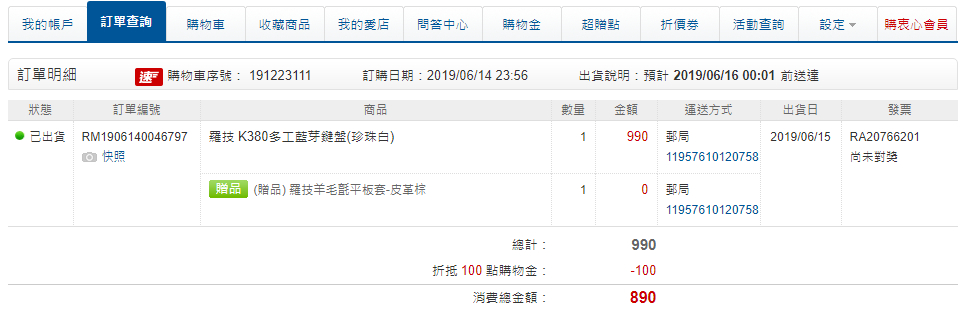 我的帳戶 訂單查詢 購物車 收藏商品 我的愛店 問答中心 購物金 超贈點 折價券 活動查詢 設定 購衷心會員
訂單明細 速 購物車序號： 191223111 訂購日期：2019/06/14 23:56 出貨說明：預計 2019/06/16 00:01 前送達
狀態 訂單編號 商品 數量 金額 運送方式 出貨日 發票
已出貨 RM1906140046797 羅技 K380多工藍芽鍵盤(珍珠白) 1 990 郵局 2019/06/15 RA20766201
快照 11957610120758 尚未對獎
贈品 (贈品) 羅技羊毛氈平板套-皮革棕 1 0 郵局
11957610120758
總計： 990
折抵 100 點購物金： -100
消費總金額： 890